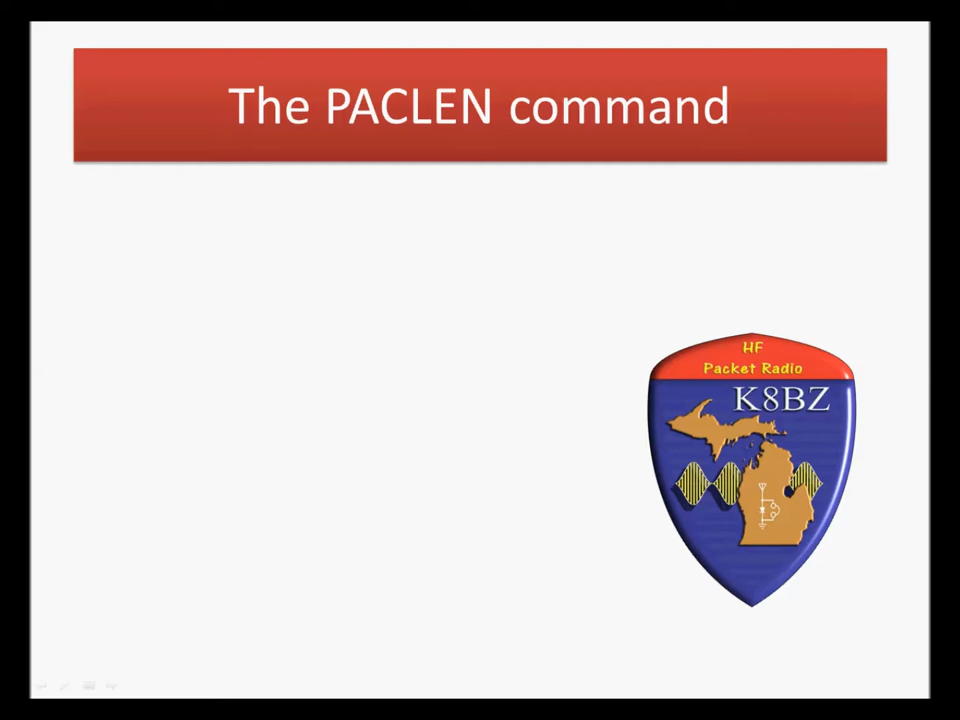 The PACLEN command
HF
Packet Radio
K8BZ